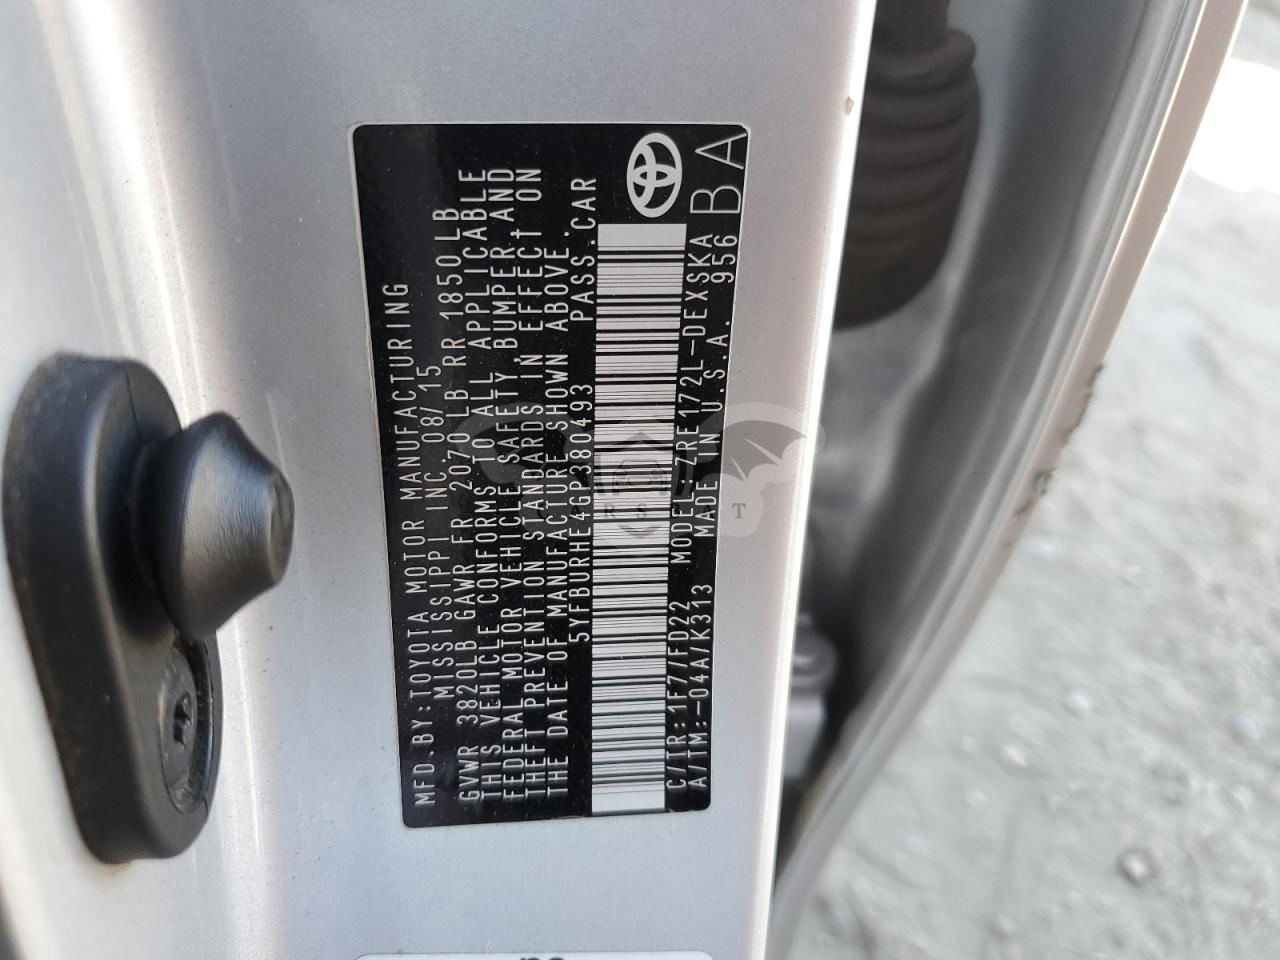 MFD.BY:TOYOTA MOTOR MANUFACTURING
MISSISSIPPI INC.08/15
GVWR 3820LB GAWR FR 2070LB RR 1850LB
THIS VEHICLE CONFORMS TO ALL APPLICABLE
FEDERAL MOTOR VEHICLE SAFETY, BUMPER, AND
THEFT PREVENTION STANDARDS IN EFFECT ON
THE DATE OF MANUFACTURE SHOWN ABOVE.
5YFBURHE4GP380493 PASS.CAR
C/TR:1F7/FD22 MODEL:ZRE172L-DEXSKA
A/TM:-04A/K313 MADE IN U.S.A. 956
BA
CARSPAT